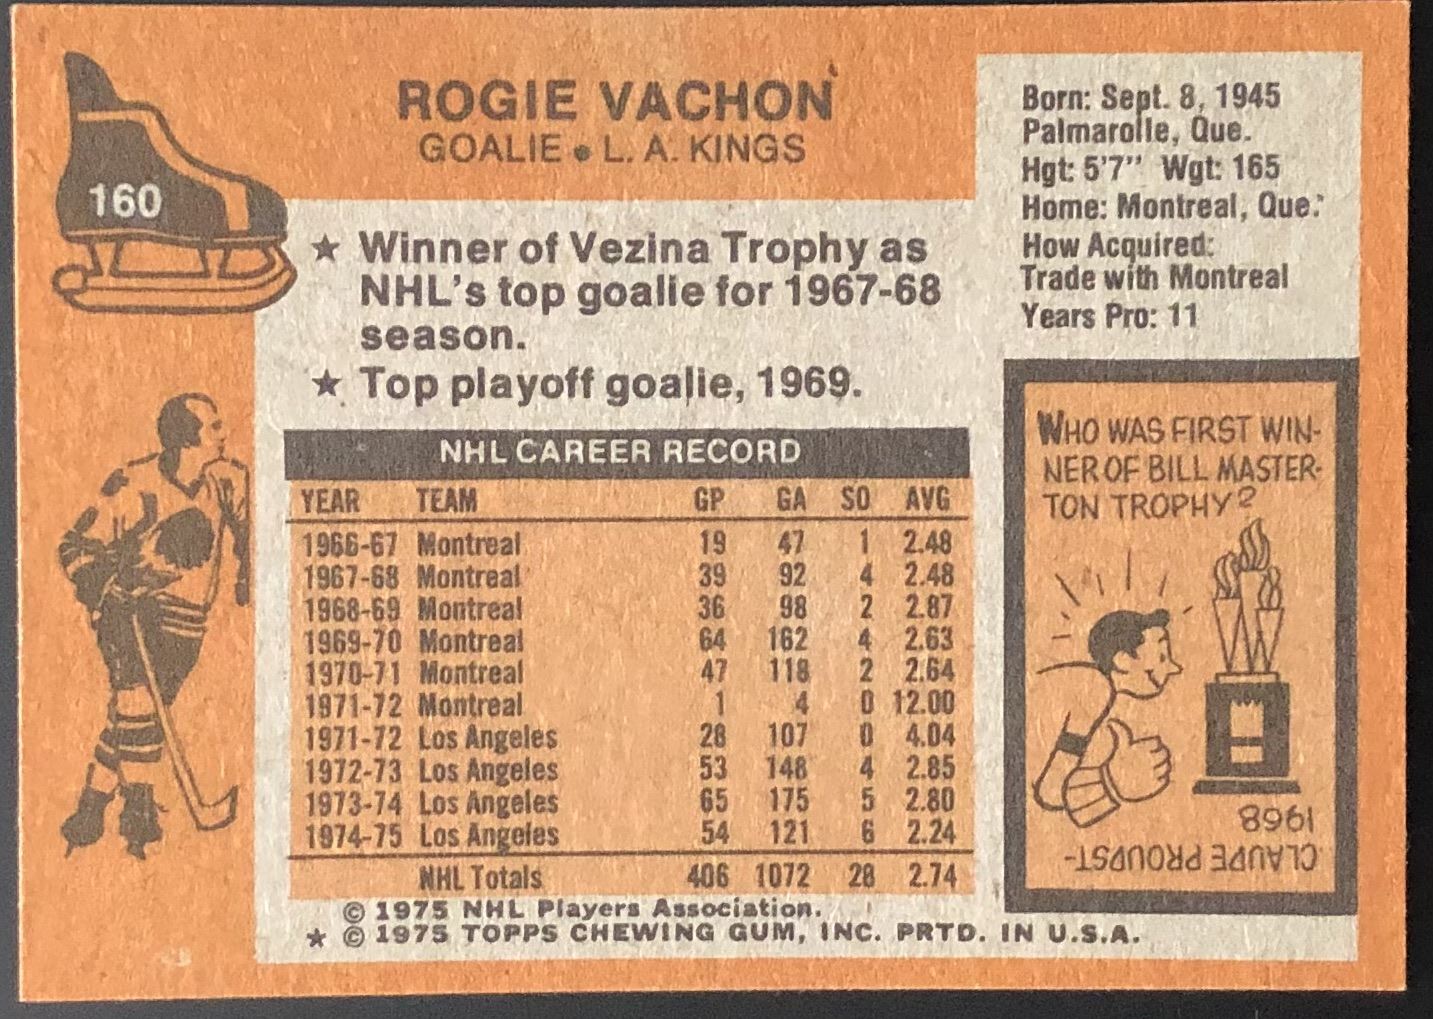 160
ROGIE VACHON
GOALIE • L. A. KINGS
Born: Sept. 8, 1945
Palmarolle, Que.
Hgt: 5'7" Wgt: 165
Home: Montreal, Que.
How Acquired:
Trade with Montreal
Years Pro: 11
★ Winner of Vezina Trophy as
NHL's top goalie for 1967-68
season.
★ Top playoff goalie, 1969.
NHL CAREER RECORD
YEAR TEAM GP GA SO AVG
1966-67 Montreal 19 47 1 2.48
1967-68 Montreal 39 92 4 2.48
1968-69 Montreal 36 98 2 2.87
1969-70 Montreal 64 162 4 2.63
1970-71 Montreal 47 118 2 2.64
1971-72 Montreal 1 4 0 12.00
1971-72 Los Angeles 28 107 0 4.04
1972-73 Los Angeles 53 148 4 2.85
1973-74 Los Angeles 65 175 5 2.80
1974-75 Los Angeles 54 121 6 2.24
NHL Totals 406 1072 28 2.74
WHO WAS FIRST WIN-
NER OF BILL MASTER-
TON TROPHY?
CLAUDE PROVOST-
1968
© 1975 NHL Players Association.
★ © 1975 TOPPS CHEWING GUM, INC. PRTD. IN U.S.A.